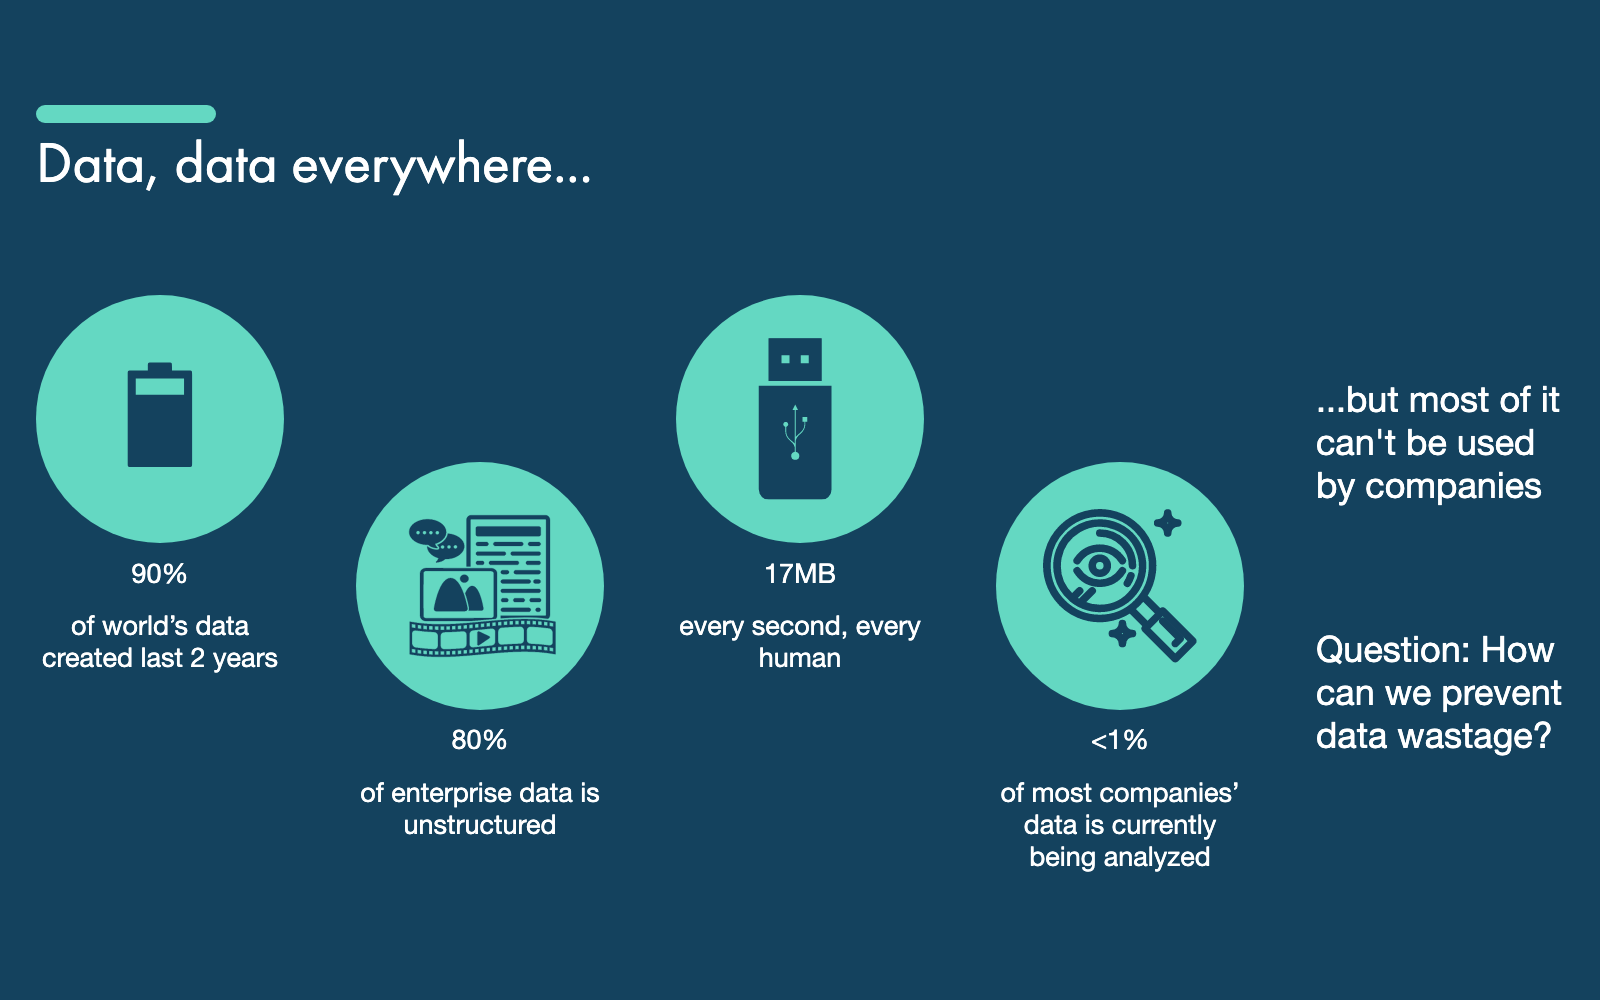 Data, data everywhere...
90%
of world’s data
created last 2 years
80%
of enterprise data is
unstructured
17MB
every second, every
human
<1%
of most companies’
data is currently
being analyzed
...but most of it
can't be used
by companies
Question: How
can we prevent
data wastage?